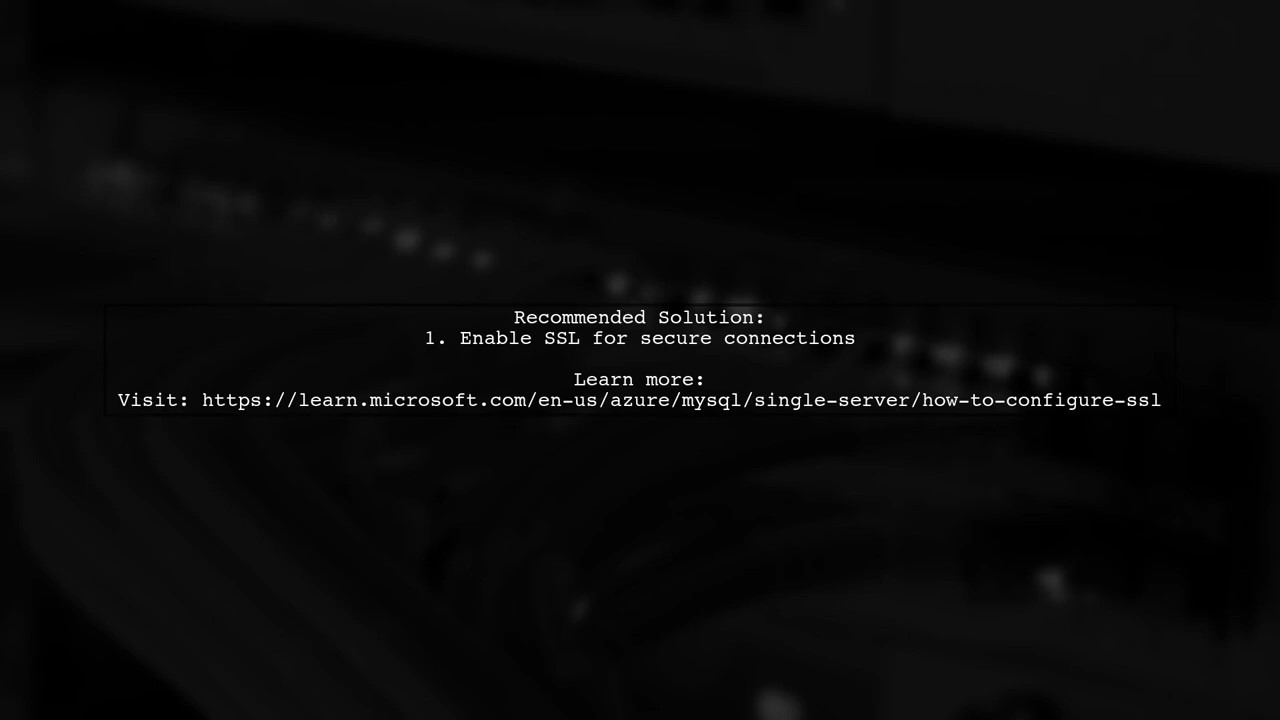 Recommended Solution:
1. Enable SSL for secure connections
Learn more:
Visit: https://learn.microsoft.com/en-us/azure/mysql/single-server/how-to-configure-ssl